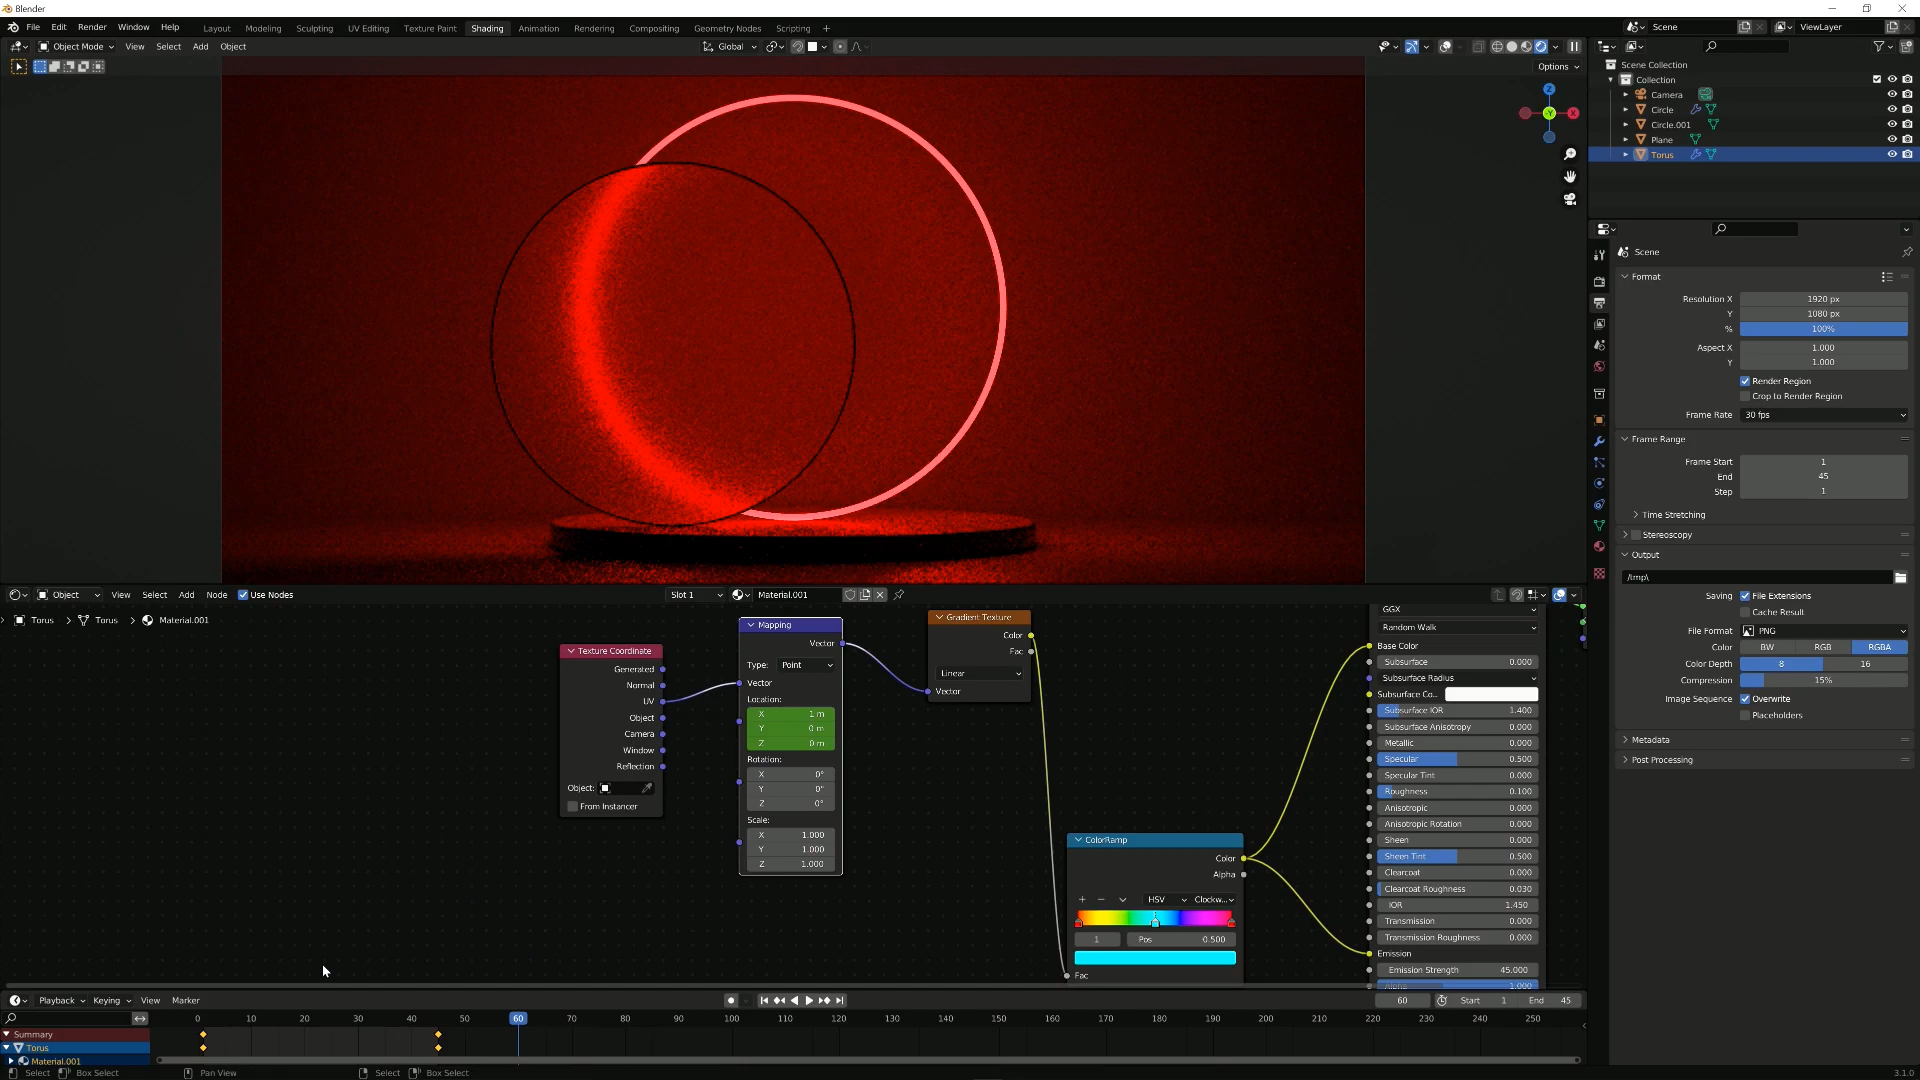 Blender
File Edit Render Window Help Layout Modeling Sculpting UV Editing Texture Paint Shading Animation Rendering Compositing Geometry Nodes Scripting + Scene ViewLayer
Object Mode View Select Add Object Global
Options
Z
Y
X
Scene Collection
Collection
Camera
Circle
Circle.001
Plane
Torus
Scene
Format
Resolution X 1920 px
Y 1080 px
% 100%
Aspect X 1.000
Y 1.000
Render Region
Crop to Render Region
Frame Rate 30 fps
Frame Range
Frame Start 1
End 45
Step 1
Time Stretching
Stereoscopy
Output
/tmp\
Saving File Extensions
Cache Result
File Format PNG
Color BW RGB RGBA
Color Depth 8 16
Compression 15%
Image Sequence Overwrite
Placeholders
Metadata
Post Processing
Object View Select Add Node Use Nodes Slot 1 Material.001
Torus Torus Material.001
Texture Coordinate
Generated
Normal
UV
Object
Camera
Window
Reflection
Object:
From Instancer
Mapping
Vector
Type: Point
Vector
Location:
X 1 m
Y 0 m
Z 0 m
Rotation:
X 0°
Y 0°
Z 0°
Scale:
X 1.000
Y 1.000
Z 1.000
Gradient Texture
Color
Fac
Linear
Vector
ColorRamp
Color
Alpha
+ − HSV Clockw...
1 Pos 0.500
Fac
GGX
Random Walk
Base Color
Subsurface 0.000
Subsurface Radius
Subsurface Co...
Subsurface IOR 1.400
Subsurface Anisotropy 0.000
Metallic 0.000
Specular 0.500
Specular Tint 0.000
Roughness 0.100
Anisotropic 0.000
Anisotropic Rotation 0.000
Sheen 0.000
Sheen Tint 0.500
Clearcoat 0.000
Clearcoat Roughness 0.030
IOR 1.450
Transmission 0.000
Transmission Roughness 0.000
Emission
Emission Strength 45.000
Alpha 1.000
Playback Keying View Marker 60 Start 1 End 45
0 10 20 30 40 50 60 70 80 90 100 110 120 130 140 150 160 170 180 190 200 210 220 230 240 250
Summary
Torus
Material.001
Select Box Select Pan View Select Box Select 3.1.0